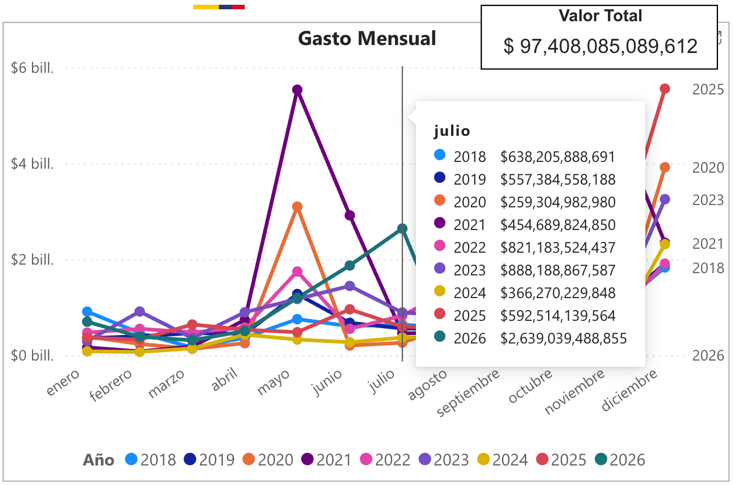 Valor Total
$ 97,408,085,089,612
Gasto Mensual
$6 bill.
$4 bill.
$2 bill.
$0 bill.
2025
2020
2023
2021
2018
2026
julio
2018 $638,205,888,691
2019 $557,384,558,188
2020 $259,304,982,980
2021 $454,689,824,850
2022 $821,183,524,437
2023 $888,188,867,587
2024 $366,270,229,848
2025 $592,514,139,564
2026 $2,639,039,488,855
enero
febrero
marzo
abril
mayo
junio
julio
agosto
septiembre
octubre
noviembre
diciembre
Año 2018 2019 2020 2021 2022 2023 2024 2025 2026